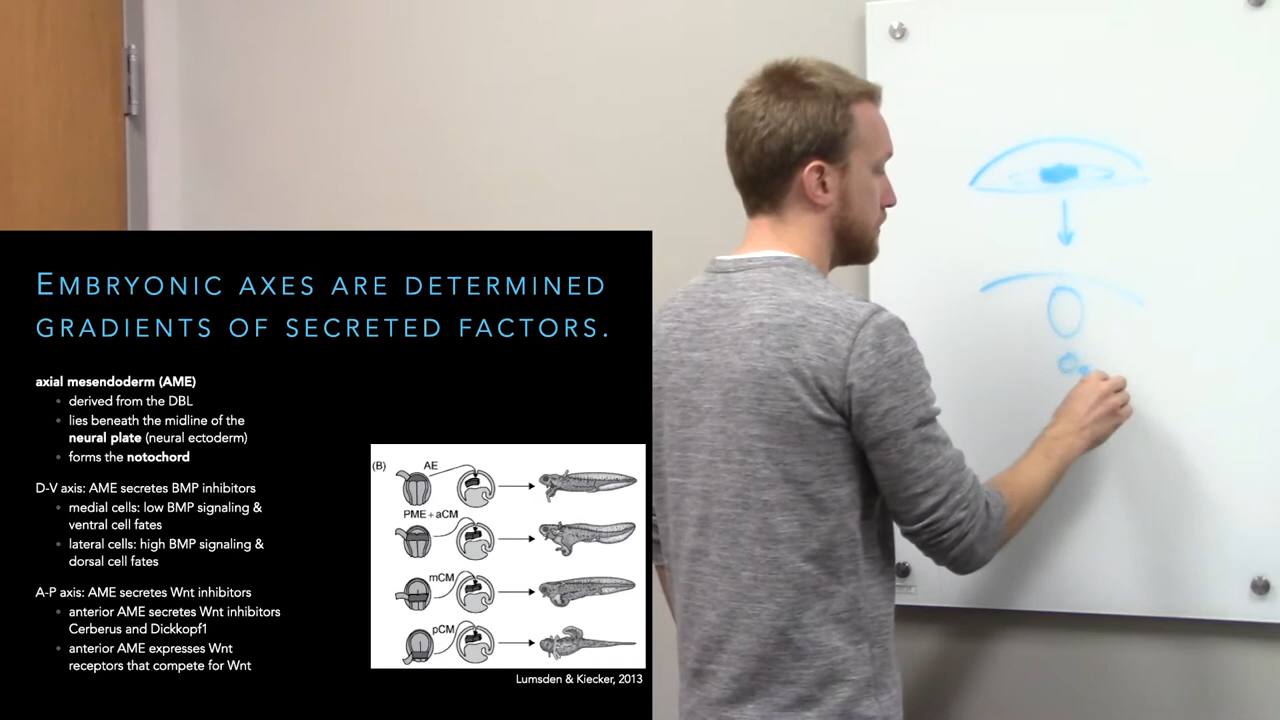 EMBRYONIC AXES ARE DETERMINED
GRADIENTS OF SECRETED FACTORS.
axial mesendoderm (AME)
• derived from the DBL
• lies beneath the midline of the
neural plate (neural ectoderm)
• forms the notochord
D-V axis: AME secretes BMP inhibitors
• medial cells: low BMP signaling &
ventral cell fates
• lateral cells: high BMP signaling &
dorsal cell fates
A-P axis: AME secretes Wnt inhibitors
• anterior AME secretes Wnt inhibitors
Cerberus and Dickkopf1
• anterior AME expresses Wnt
receptors that compete for Wnt
(B)
AE
PME + aCM
mCM
pCM
Lumsden & Kiecker, 2013